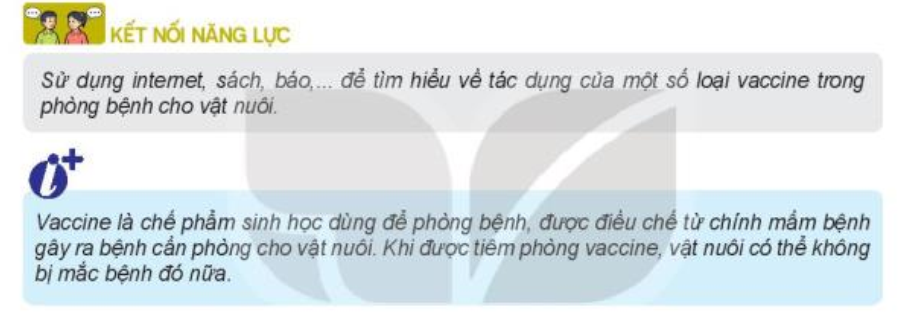 KẾT NỐI NĂNG LỰC
Sử dụng internet, sách, báo,... để tìm hiểu về tác dụng của một số loại vaccine trong
phòng bệnh cho vật nuôi.
i+
Vaccine là chế phẩm sinh học dùng để phòng bệnh, được điều chế từ chính mầm bệnh
gây ra bệnh cần phòng cho vật nuôi. Khi được tiêm phòng vaccine, vật nuôi có thể không
bị mắc bệnh đó nữa.